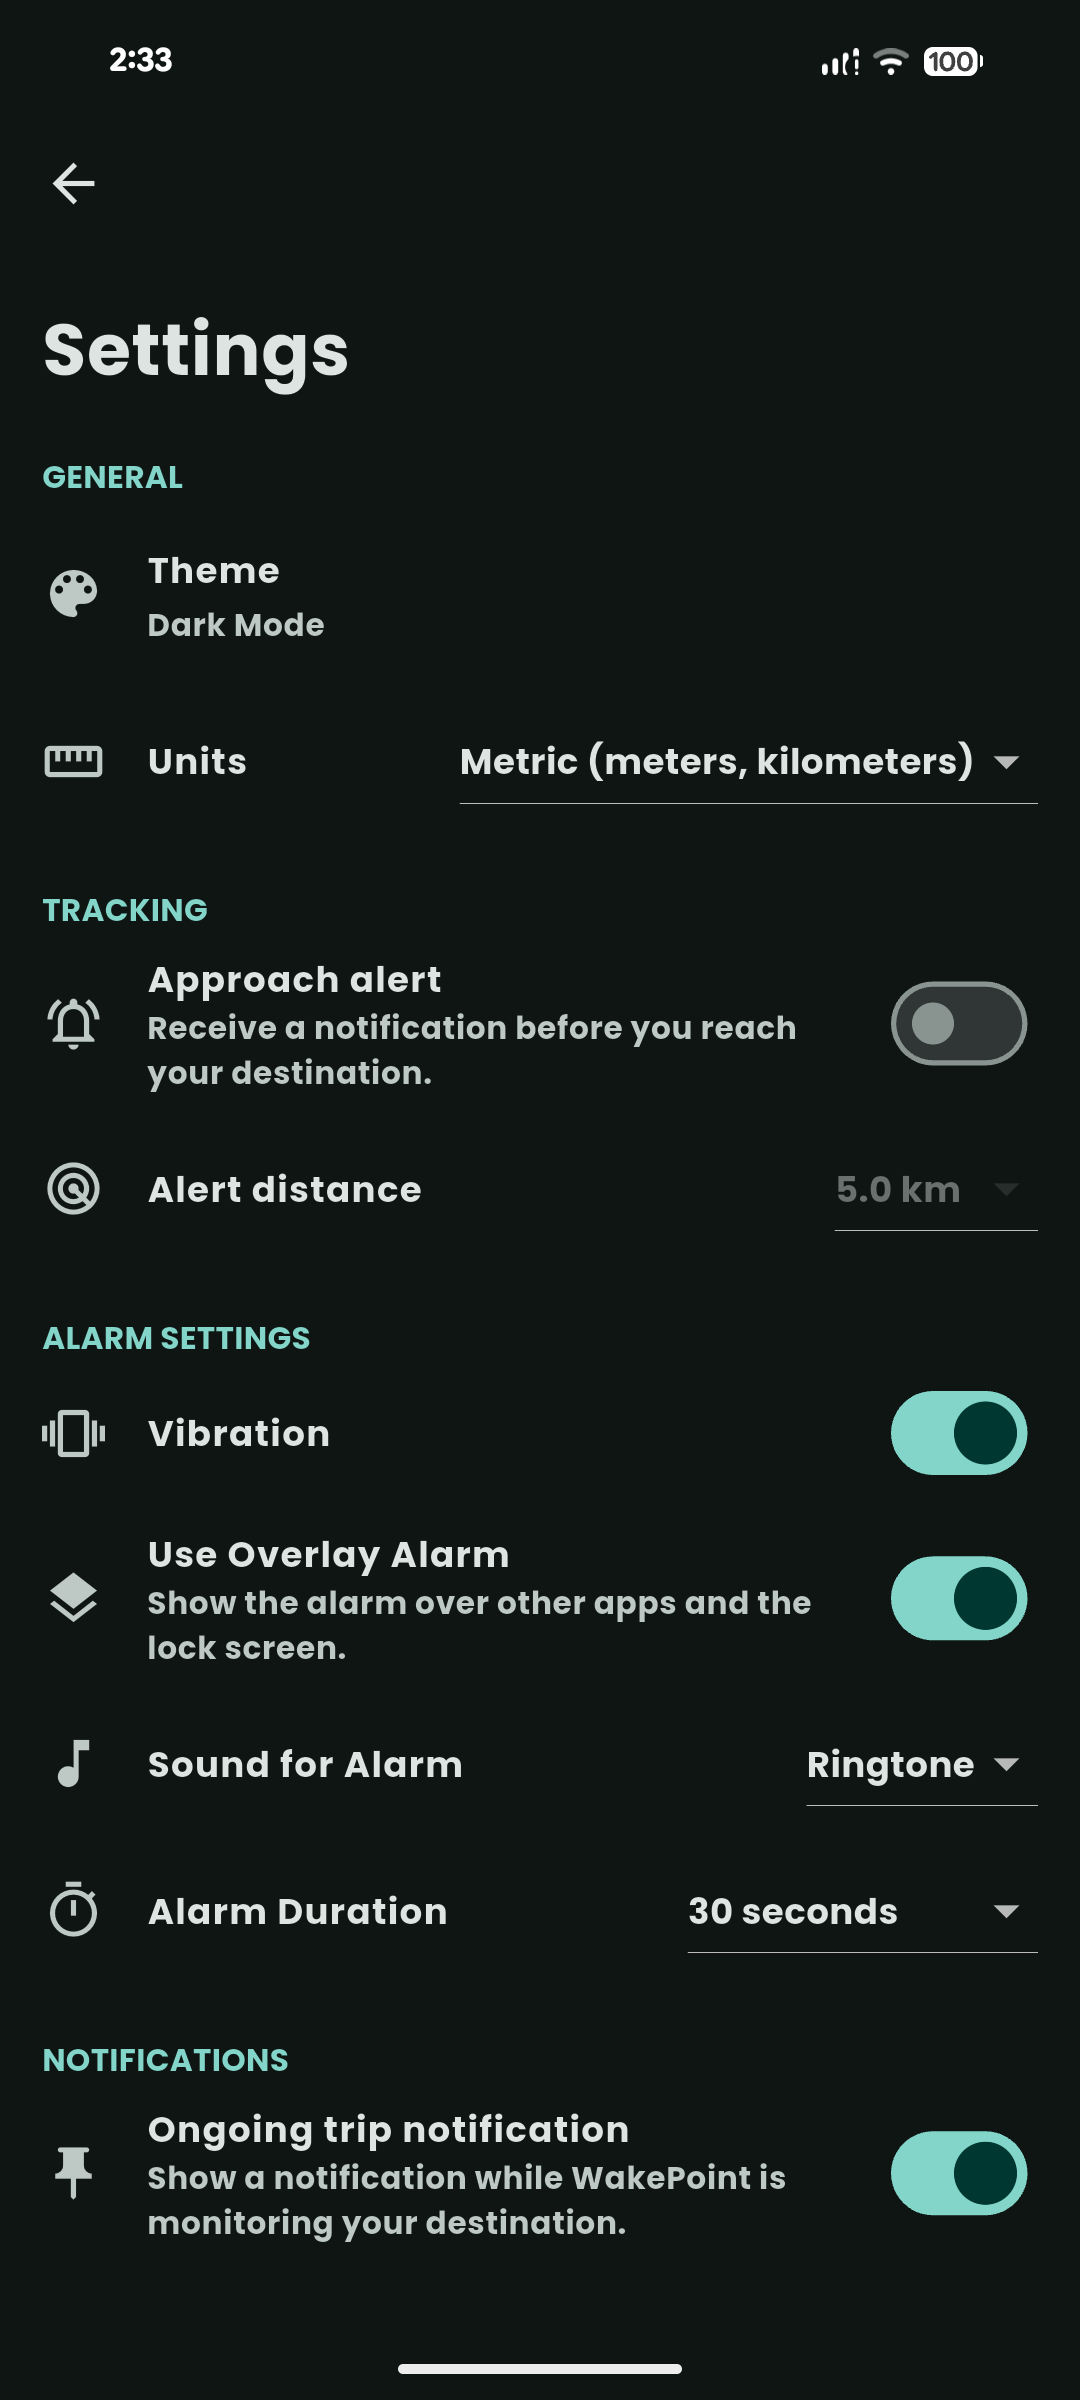 2:33
100
Settings
GENERAL
Theme
Dark Mode
Units
Metric (meters, kilometers)
TRACKING
Approach alert
Receive a notification before you reach
your destination.
Alert distance
5.0 km
ALARM SETTINGS
Vibration
Use Overlay Alarm
Show the alarm over other apps and the
lock screen.
Sound for Alarm
Ringtone
Alarm Duration
30 seconds
NOTIFICATIONS
Ongoing trip notification
Show a notification while WakePoint is
monitoring your destination.